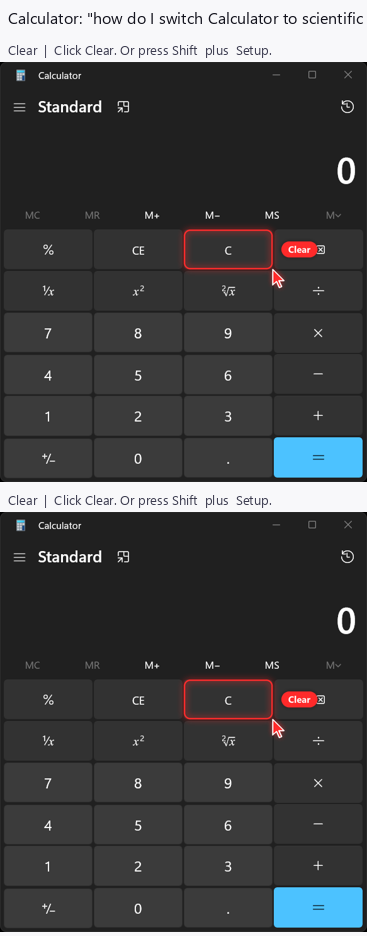 Calculator: "how do I switch Calculator to scientific
Clear | Click Clear. Or press Shift plus Setup.
Calculator
Standard
0
MC MR M+ M− MS M
% CE C Clear
¹/x x² ²√x ÷
7 8 9 ×
4 5 6 −
1 2 3 +
+/− 0 . =
Clear | Click Clear. Or press Shift plus Setup.
Calculator
Standard
0
MC MR M+ M− MS M
% CE C Clear
¹/x x² ²√x ÷
7 8 9 ×
4 5 6 −
1 2 3 +
+/− 0 . =